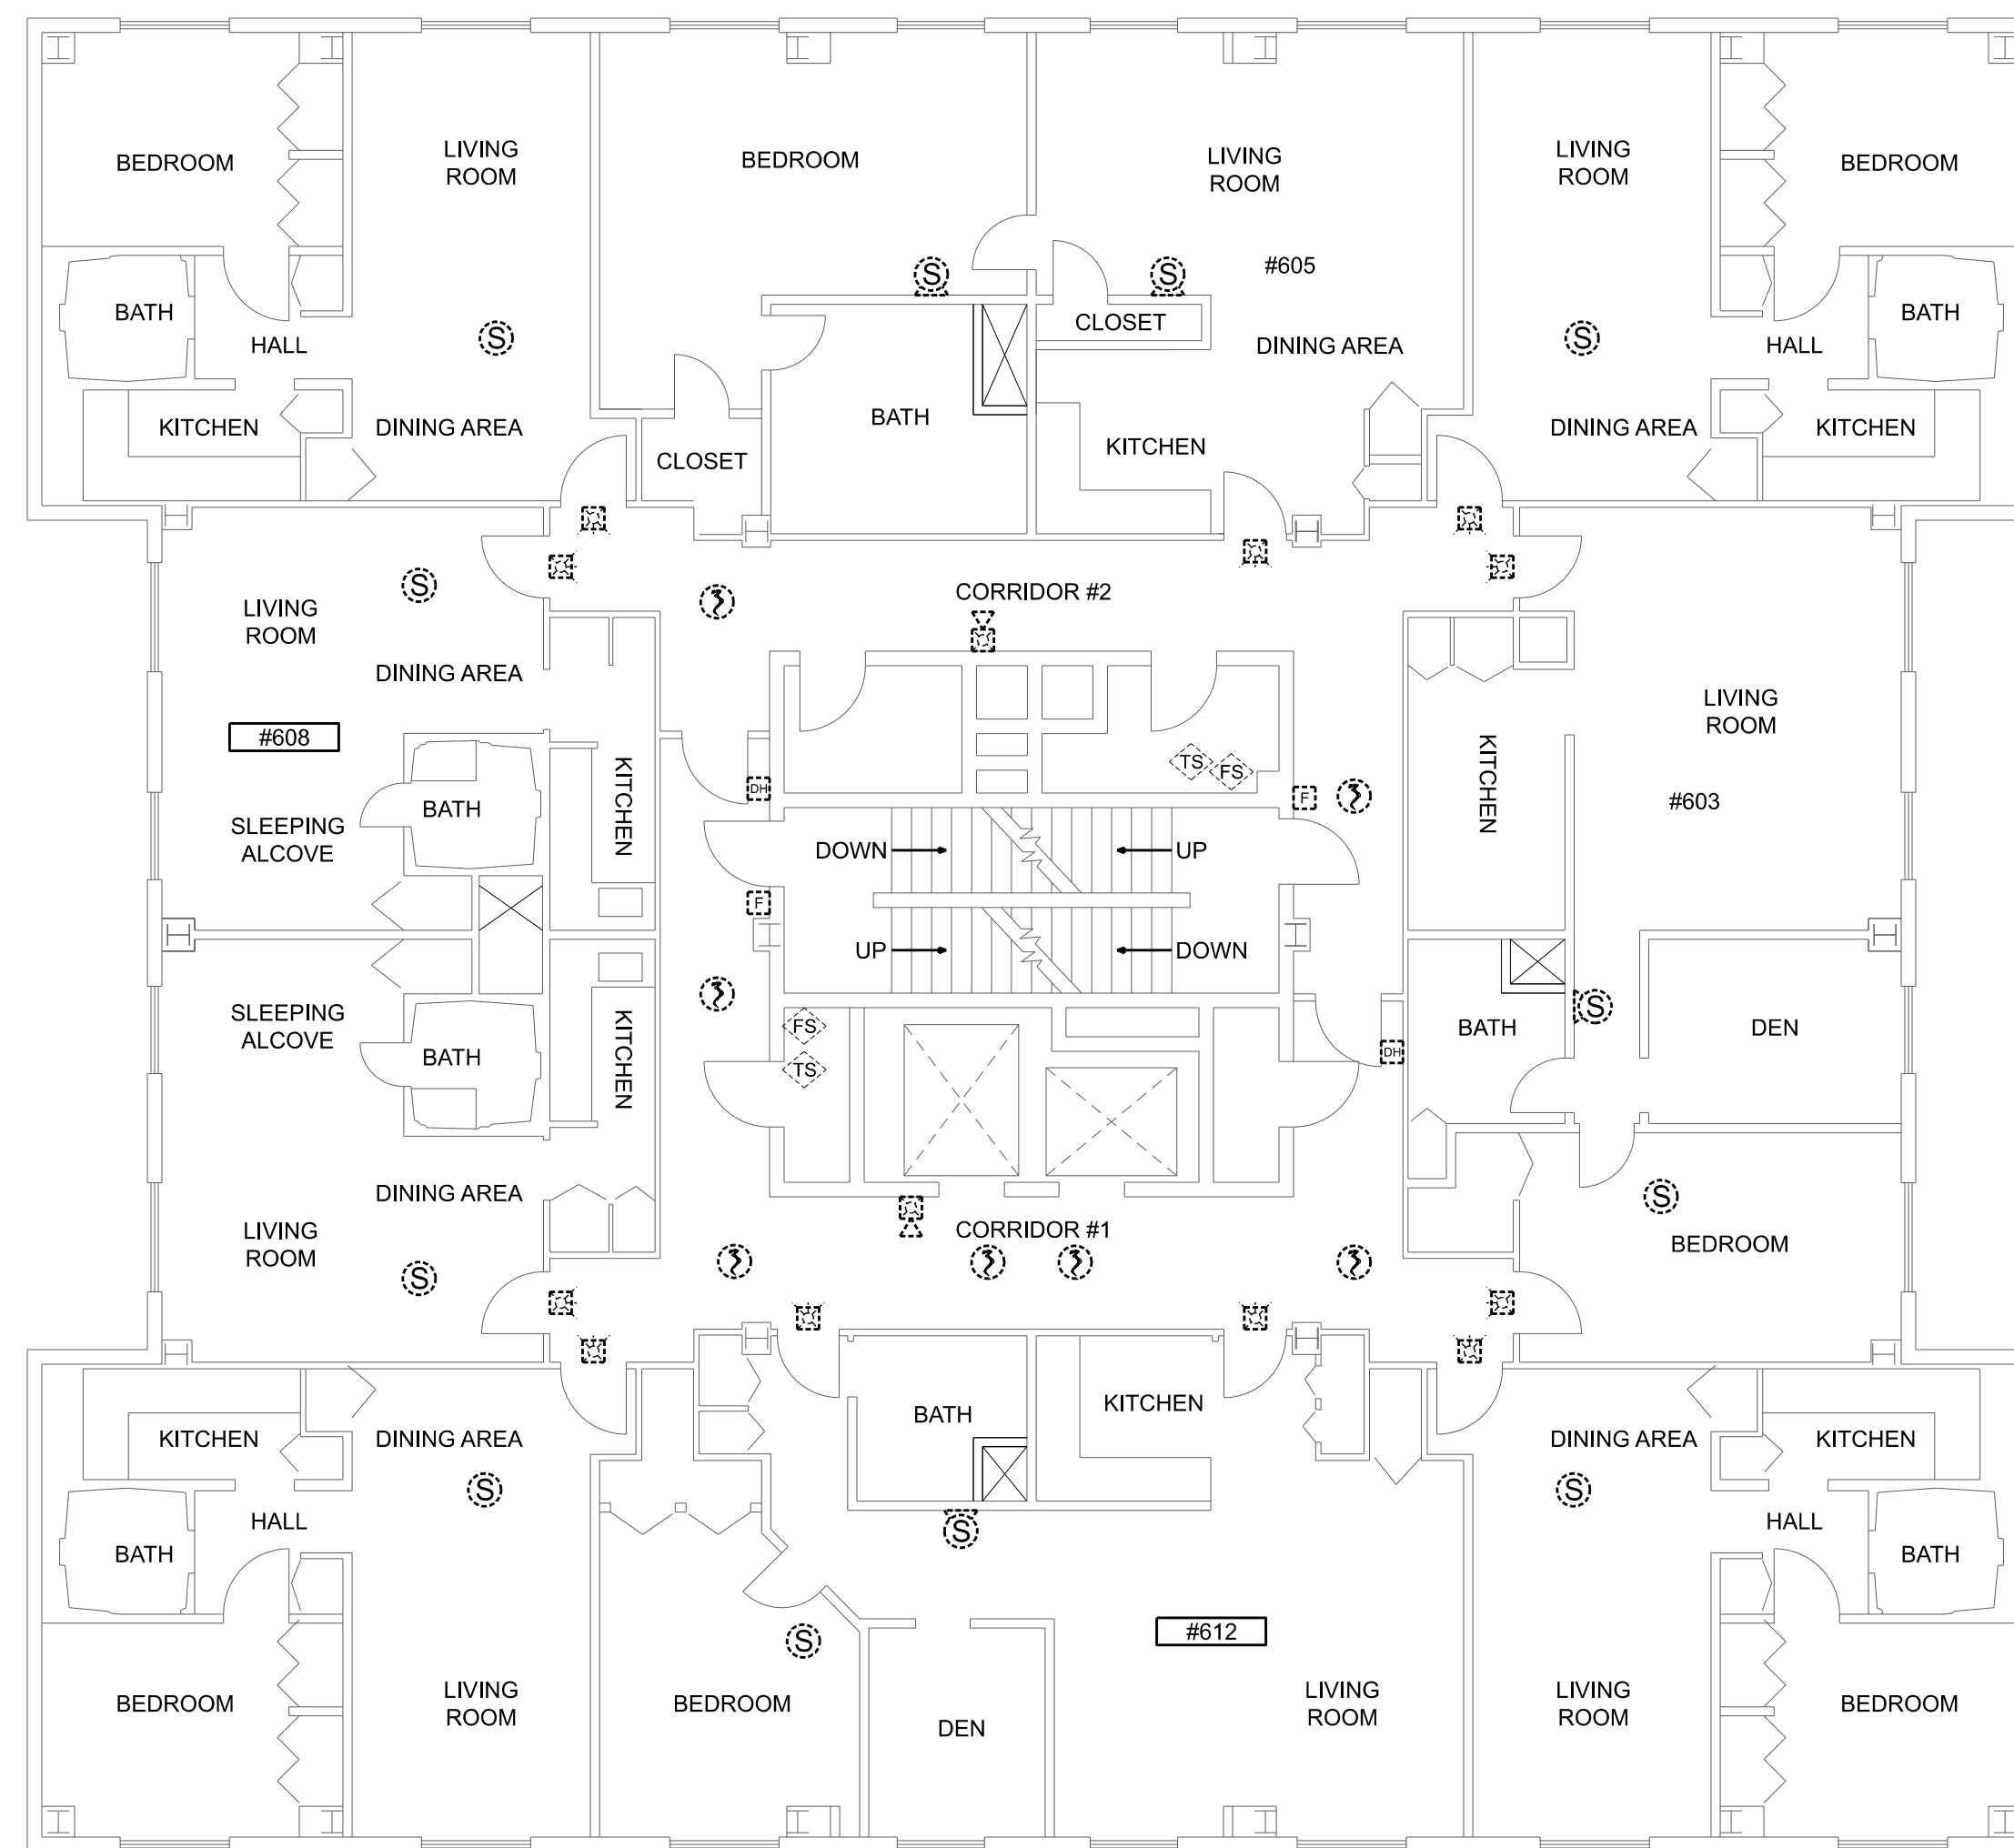 BEDROOM
LIVING
ROOM
BEDROOM
LIVING
ROOM
LIVING
ROOM
BEDROOM
S
S
#605
BATH
HALL
S
CLOSET
DINING AREA
S
HALL
BATH
KITCHEN
DINING AREA
CLOSET
BATH
KITCHEN
DINING AREA
KITCHEN
S
CORRIDOR #2
LIVING
ROOM
DINING AREA
LIVING
ROOM
#608
KITCHEN
BATH
DH
TS
FS
F
KITCHEN
#603
SLEEPING
ALCOVE
DOWN
UP
F
UP
DOWN
SLEEPING
ALCOVE
BATH
KITCHEN
FS
TS
DH
BATH
S
DEN
DINING AREA
LIVING
ROOM
S
CORRIDOR #1
S
BEDROOM
KITCHEN
DINING AREA
BATH
KITCHEN
DINING AREA
KITCHEN
S
S
HALL
S
HALL
BATH
BATH
S
#612
BEDROOM
LIVING
ROOM
BEDROOM
DEN
LIVING
ROOM
LIVING
ROOM
BEDROOM